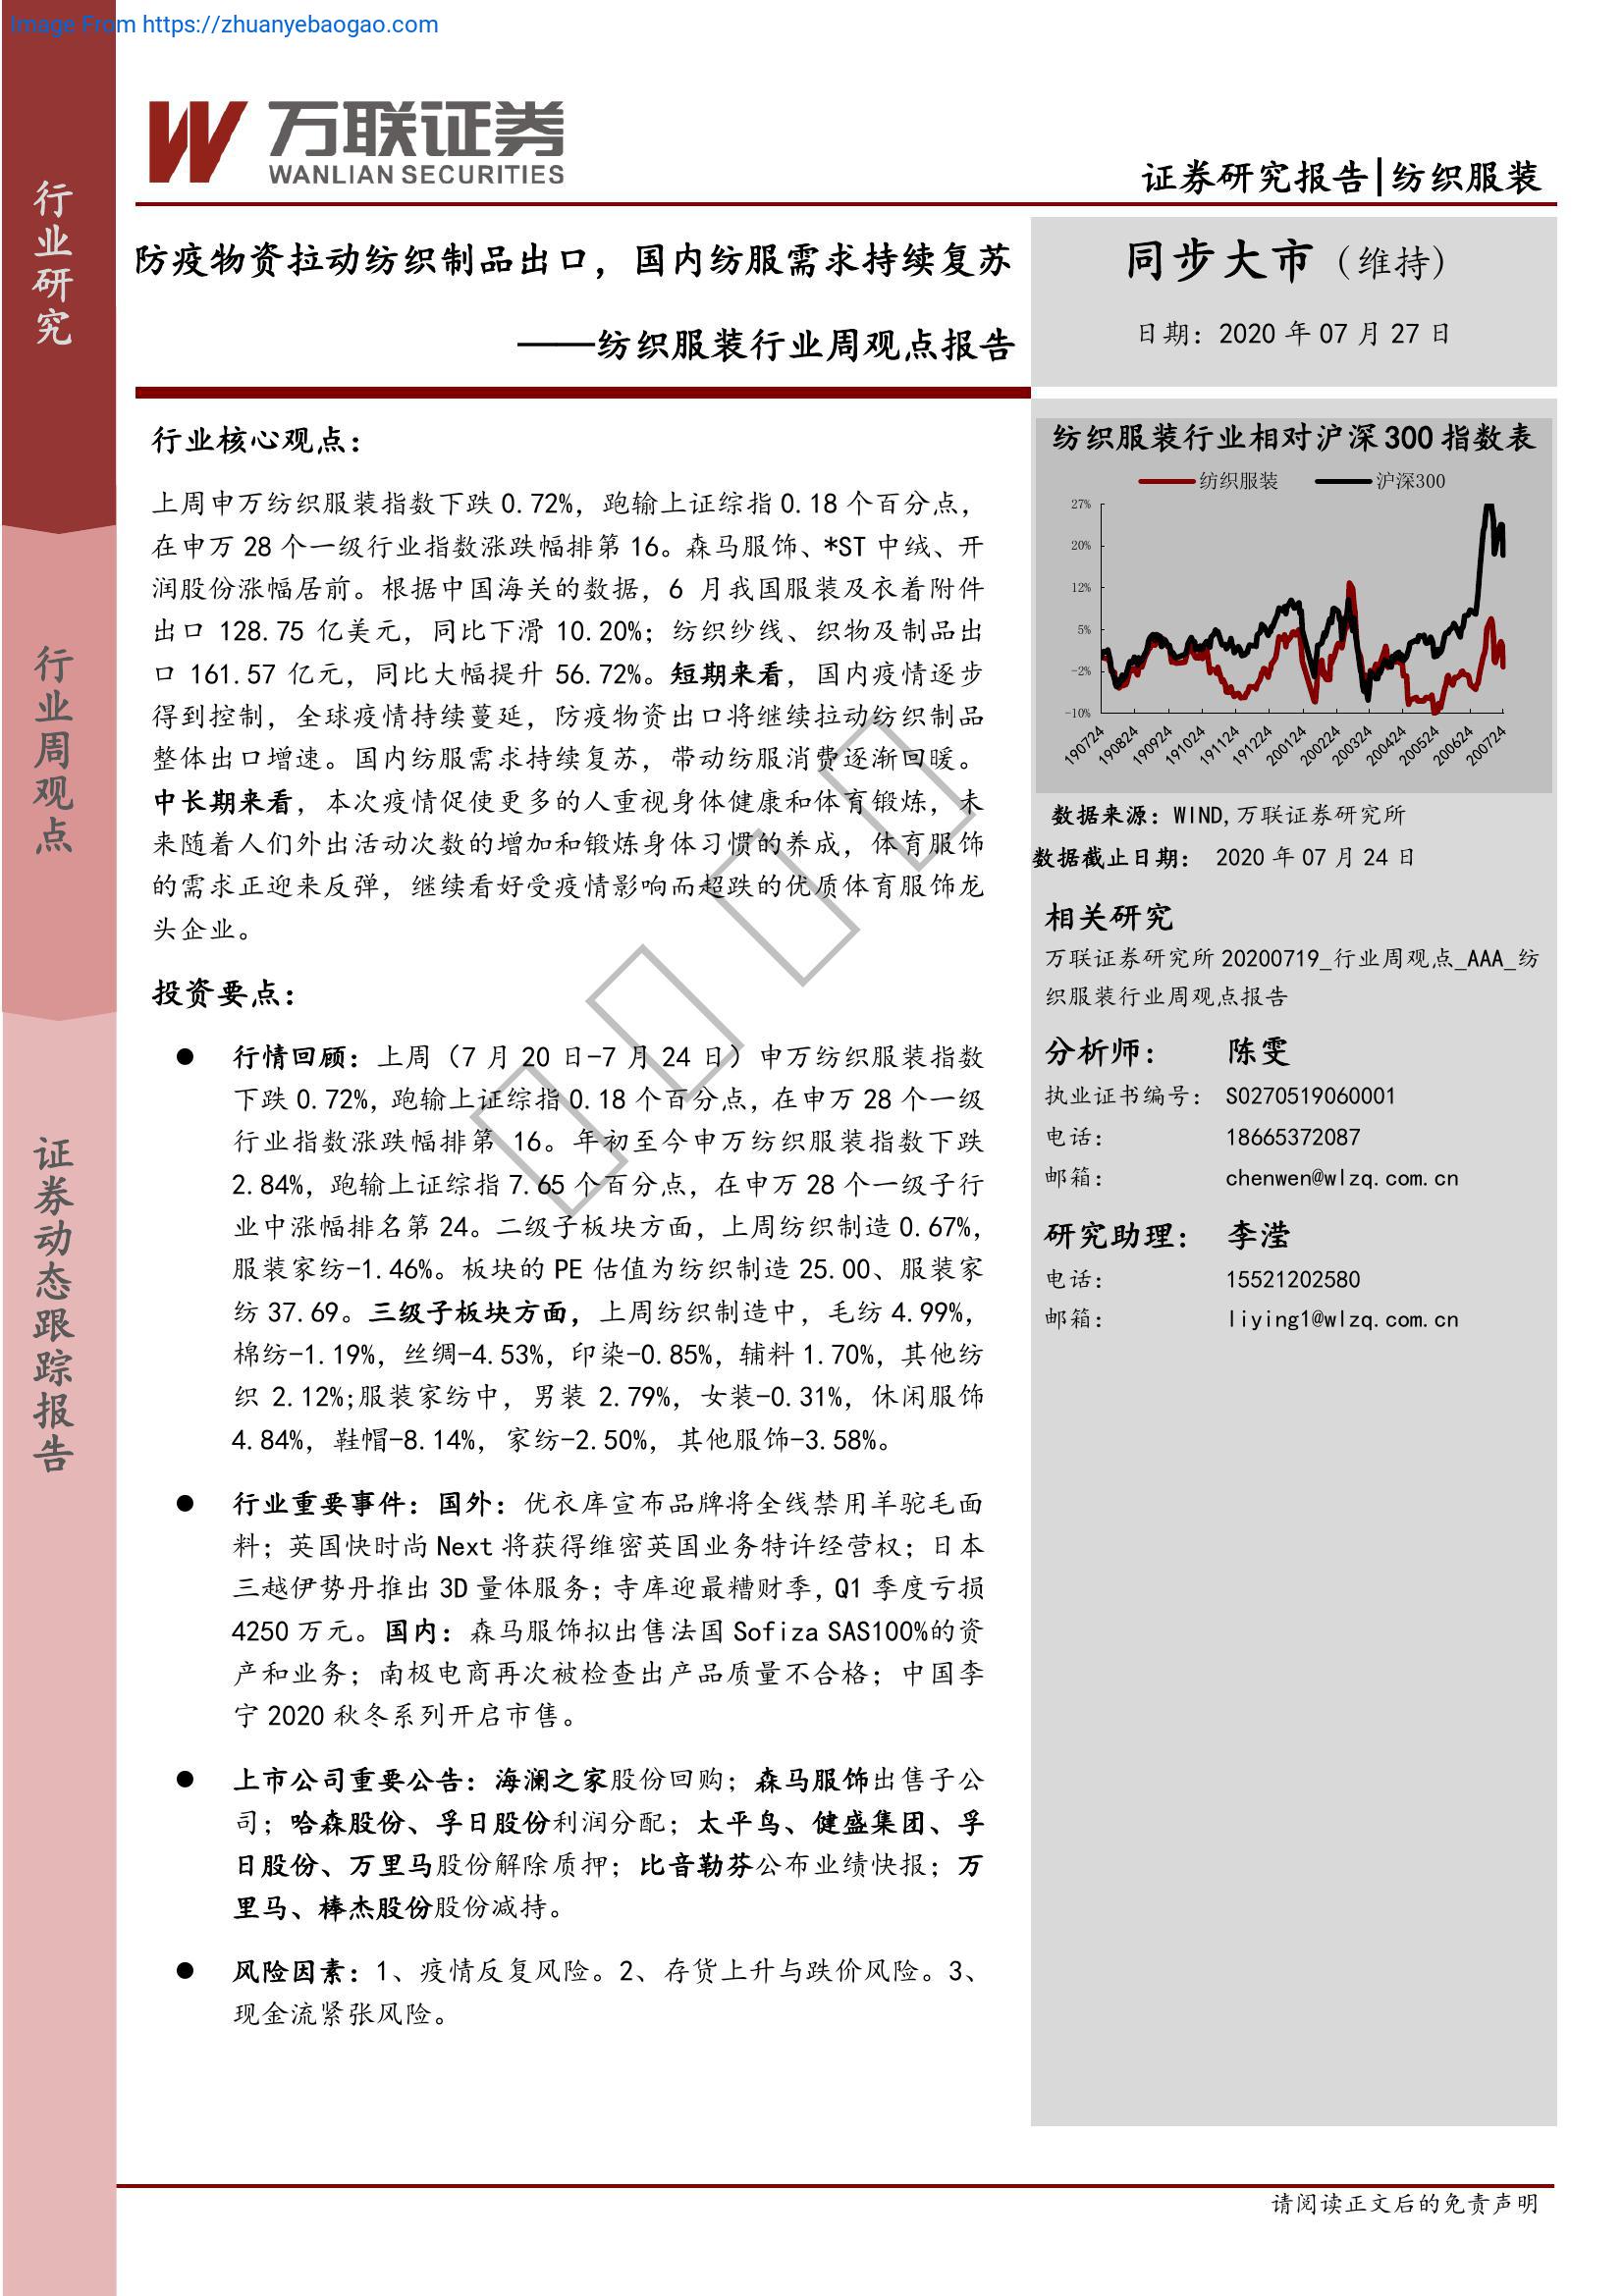 Image From https://zhuanyebaogao.com
万联证券
WANLIAN SECURITIES
证券研究报告|纺织服装
行业研究
行业周观点
证券动态跟踪报告
防疫物资拉动纺织制品出口，国内纺服需求持续复苏
——纺织服装行业周观点报告
同步大市（维持）
日期：2020 年 07 月 27 日
行业核心观点：
上周申万纺织服装指数下跌 0.72%，跑输上证综指 0.18 个百分点，
在申万 28 个一级行业指数涨跌幅排第 16。森马服饰、*ST 中绒、开
润股份涨幅居前。根据中国海关的数据，6 月我国服装及衣着附件
出口 128.75 亿美元，同比下滑 10.20%；纺织纱线、织物及制品出
口 161.57 亿元，同比大幅提升 56.72%。短期来看，国内疫情逐步
得到控制，全球疫情持续蔓延，防疫物资出口将继续拉动纺织制品
整体出口增速。国内纺服需求持续复苏，带动纺服消费逐渐回暖。
中长期来看，本次疫情促使更多的人重视身体健康和体育锻炼，未
来随着人们外出活动次数的增加和锻炼身体习惯的养成，体育服饰
的需求正迎来反弹，继续看好受疫情影响而超跌的优质体育服饰龙
头企业。
投资要点：
● 行情回顾：上周（7 月 20 日-7 月 24 日）申万纺织服装指数
下跌 0.72%，跑输上证综指 0.18 个百分点，在申万 28 个一级
行业指数涨跌幅排第 16。年初至今申万纺织服装指数下跌
2.84%，跑输上证综指 7.65 个百分点，在申万 28 个一级子行
业中涨幅排名第 24。二级子板块方面，上周纺织制造 0.67%，
服装家纺-1.46%。板块的 PE 估值为纺织制造 25.00、服装家
纺 37.69。三级子板块方面，上周纺织制造中，毛纺 4.99%，
棉纺-1.19%，丝绸-4.53%，印染-0.85%，辅料 1.70%，其他纺
织 2.12%;服装家纺中，男装 2.79%，女装-0.31%，休闲服饰
4.84%，鞋帽-8.14%，家纺-2.50%，其他服饰-3.58%。
● 行业重要事件：国外：优衣库宣布品牌将全线禁用羊驼毛面
料；英国快时尚 Next 将获得维密英国业务特许经营权；日本
三越伊势丹推出 3D 量体服务；寺库迎最糟财季，Q1 季度亏损
4250 万元。国内：森马服饰拟出售法国 Sofiza SAS100%的资
产和业务；南极电商再次被检查出产品质量不合格；中国李
宁 2020 秋冬系列开启市售。
● 上市公司重要公告：海澜之家股份回购；森马服饰出售子公
司；哈森股份、孚日股份利润分配；太平鸟、健盛集团、孚
日股份、万里马股份解除质押；比音勒芬公布业绩快报；万
里马、棒杰股份股份减持。
● 风险因素：1、疫情反复风险。2、存货上升与跌价风险。3、
现金流紧张风险。
纺织服装行业相对沪深 300 指数表
纺织服装 沪深300
27%
20%
12%
5%
-2%
-10%
190724 190824 190924 191024 191124 191224 200124 200224 200324 200424 200524 200624 200724
数据来源：WIND,万联证券研究所
数据截止日期： 2020 年 07 月 24 日
相关研究
万联证券研究所 20200719_行业周观点_AAA_纺
织服装行业周观点报告
分析师： 陈雯
执业证书编号： S0270519060001
电话： 18665372087
邮箱： chenwen@wlzq.com.cn
研究助理： 李滢
电话： 15521202580
邮箱： liying1@wlzq.com.cn
请阅读正文后的免责声明